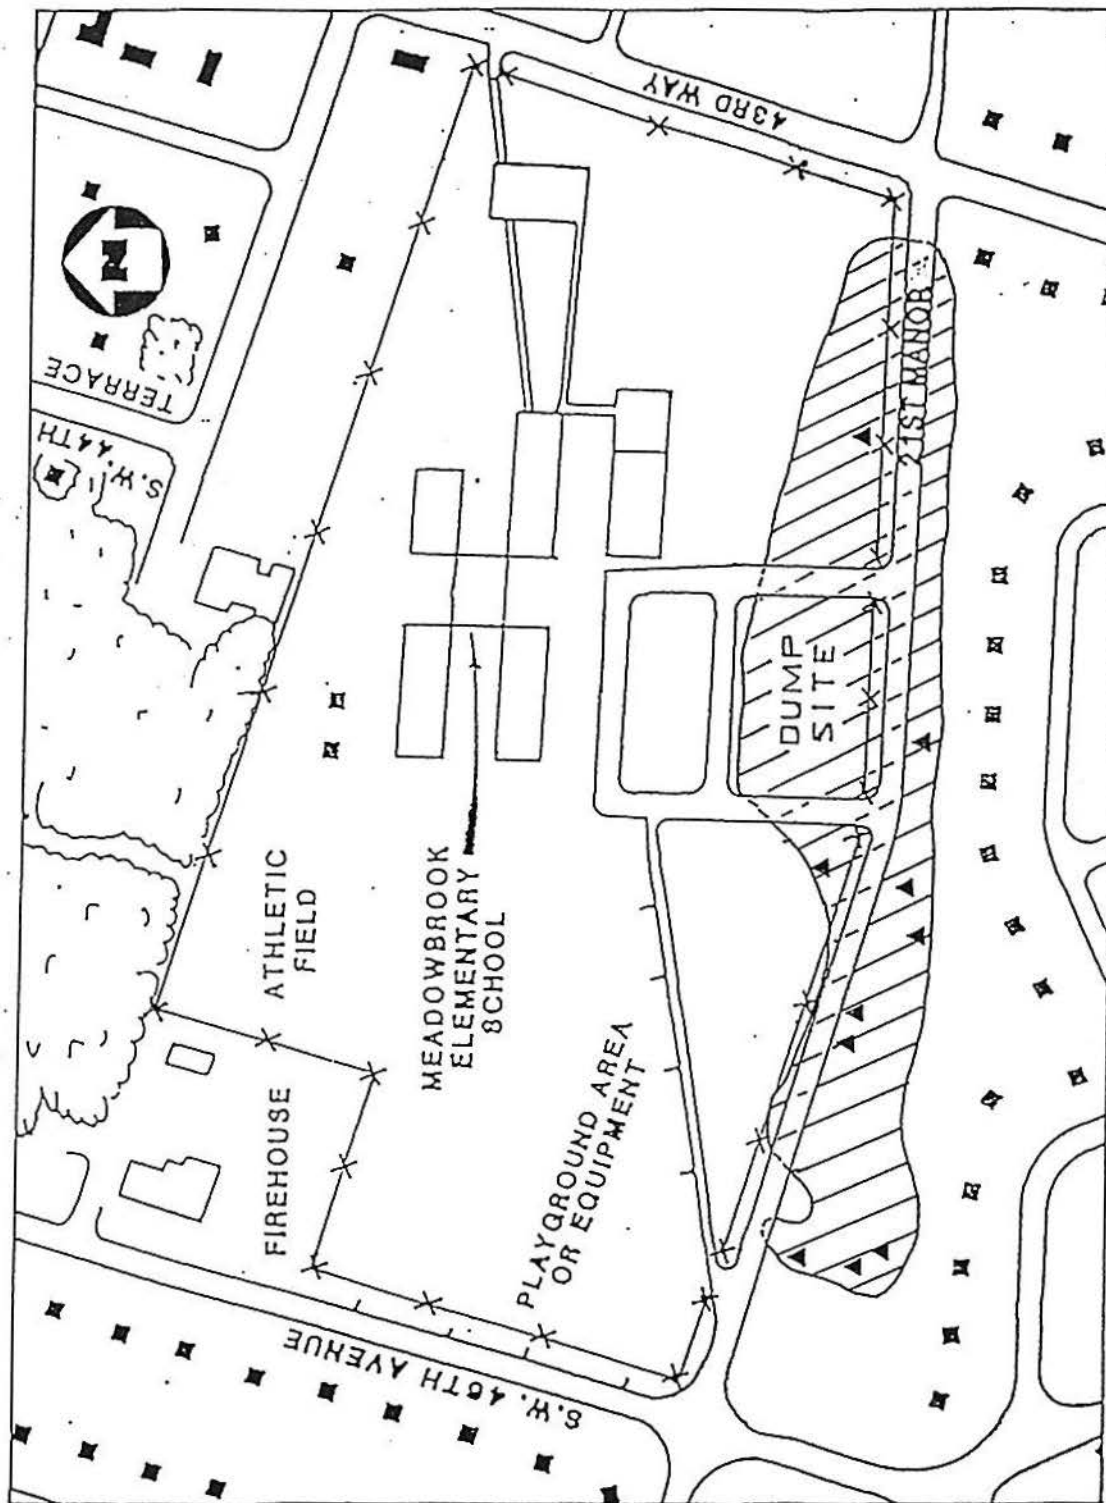 43RD WAY
N
TERRACE
S.W. 44TH
21ST MANOR
DUMP
SITE
ATHLETIC
FIELD
MEADOWBROOK
ELEMENTARY
SCHOOL
FIREHOUSE
PLAYGROUND AREA
OR EQUIPMENT
S.W. 46TH AVENUE